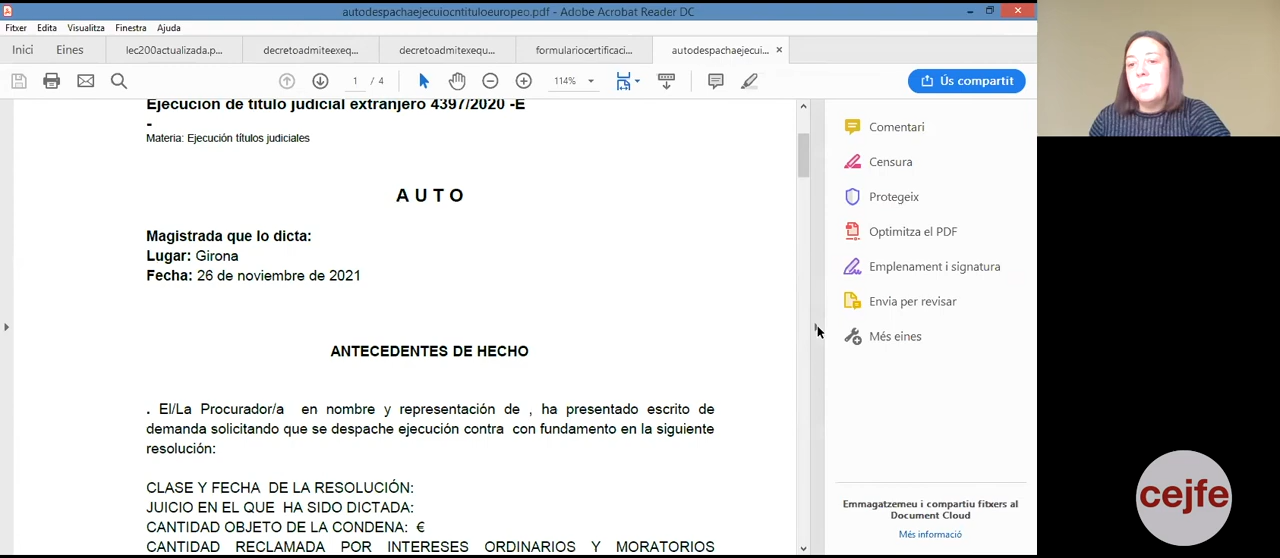 autodespachaejecuiocntituloeuropeo.pdf - Adobe Acrobat Reader DC
Fitxer Edita Visualitza Finestra Ajuda
Inici Eines lec200actualizada.p... decretoadmiteexeq... decretoadmitexequ... formulariocertificaci... autodespachaejecui... ×
1 / 4 114% Ús compartit
Ejecución de título judicial extranjero 4397/2020 -E
-
Materia: Ejecución títulos judiciales
A U T O
Magistrada que lo dicta:
Lugar: Girona
Fecha: 26 de noviembre de 2021
ANTECEDENTES DE HECHO
. El/La Procurador/a en nombre y representación de , ha presentado escrito de
demanda solicitando que se despache ejecución contra con fundamento en la siguiente
resolución:
CLASE Y FECHA DE LA RESOLUCIÓN:
JUICIO EN EL QUE HA SIDO DICTADA:
CANTIDAD OBJETO DE LA CONDENA: €
CANTIDAD RECLAMADA POR INTERESES ORDINARIOS Y MORATORIOS
Comentari
Censura
Protegeix
Optimitza el PDF
Emplenament i signatura
Envia per revisar
Més eines
Emmagatzemeu i compartiu fitxers al
Document Cloud
Més informació
cejfe